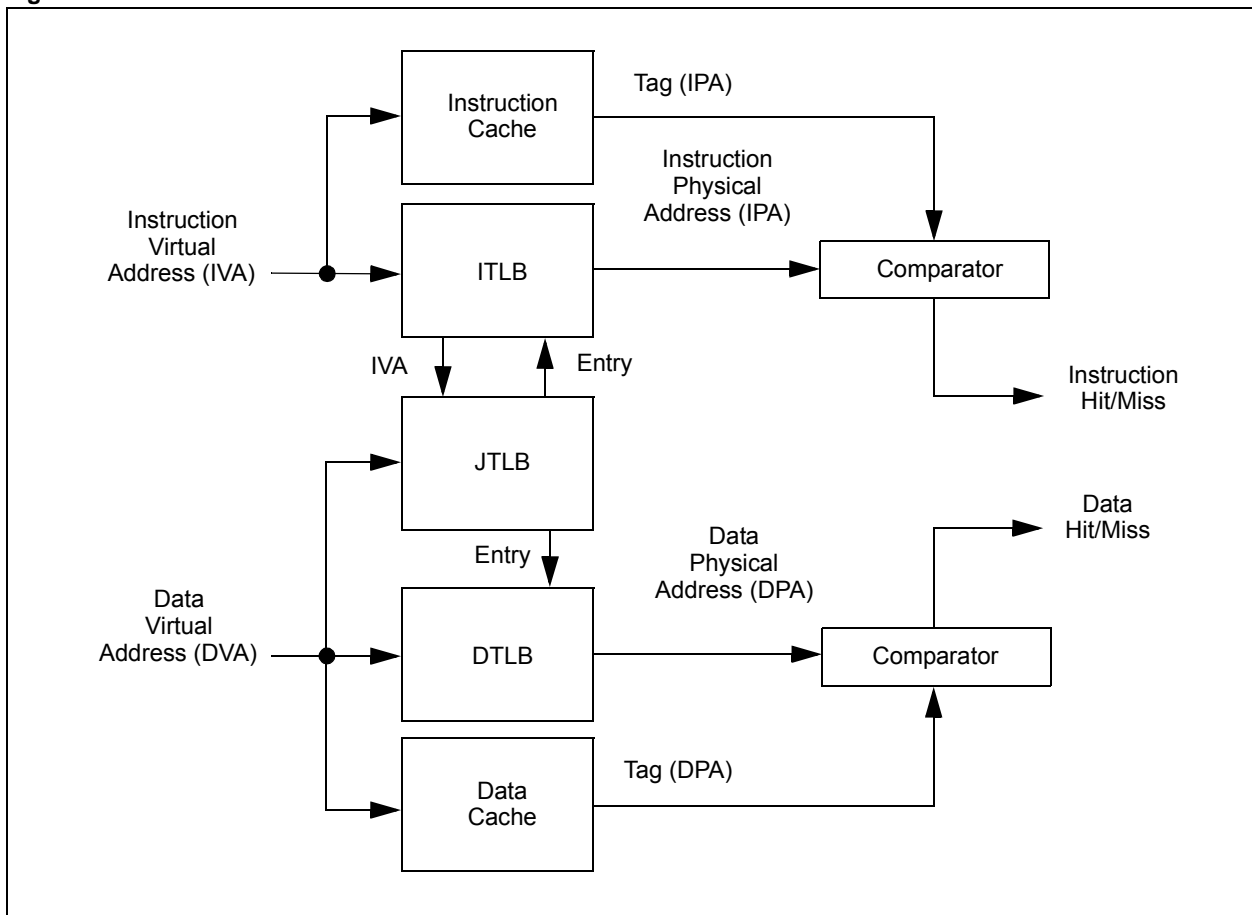 Tag (IPA)
Instruction
Cache
Instruction
Physical
Address (IPA)
Instruction
Virtual
Address (IVA)
ITLB
Comparator
IVA
Entry
Instruction
Hit/Miss
JTLB
Data
Hit/Miss
Entry
Data
Physical
Address (DPA)
Data
Virtual
Address (DVA)
DTLB
Comparator
Tag (DPA)
Data
Cache